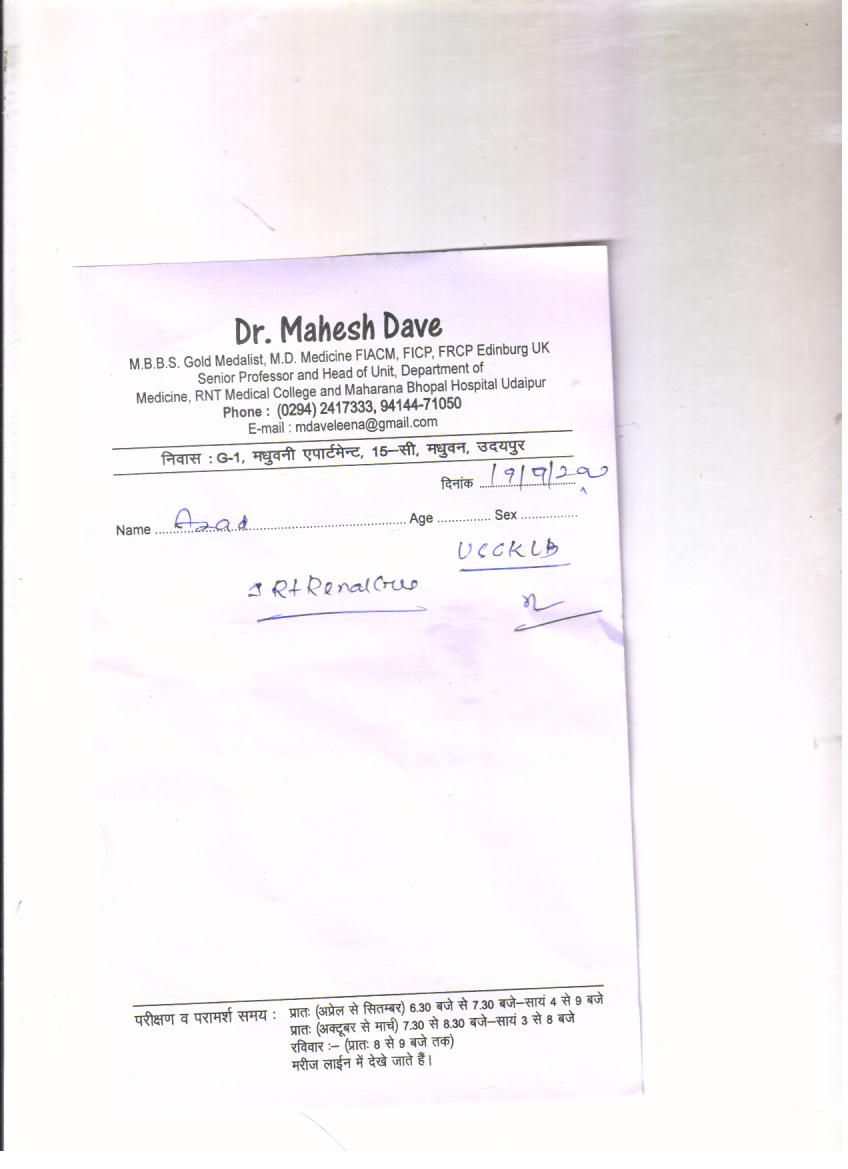 Dr. Mahesh Dave
M.B.B.S. Gold Medalist, M.D. Medicine FIACM, FICP, FRCP Edinburg UK
Senior Professor and Head of Unit, Department of
Medicine, RNT Medical College and Maharana Bhopal Hospital Udaipur
Phone : (0294) 2417333, 94144-71050
E-mail : mdaveleena@gmail.com
निवास : G-1, मधुवनी एपार्टमेन्ट, 15–सी, मधुवन, उदयपुर
दिनांक
Name Azad Age Sex
Rt Renal
परीक्षण व परामर्श समय : प्रातः (अप्रेल से सितम्बर) 6.30 बजे से 7.30 बजे–सायं 4 से 9 बजे
प्रातः (अक्टूबर से मार्च) 7.30 से 8.30 बजे–सायं 3 से 8 बजे
रविवार :– (प्रातः 8 से 9 बजे तक)
मरीज लाईन में देखे जाते हैं।